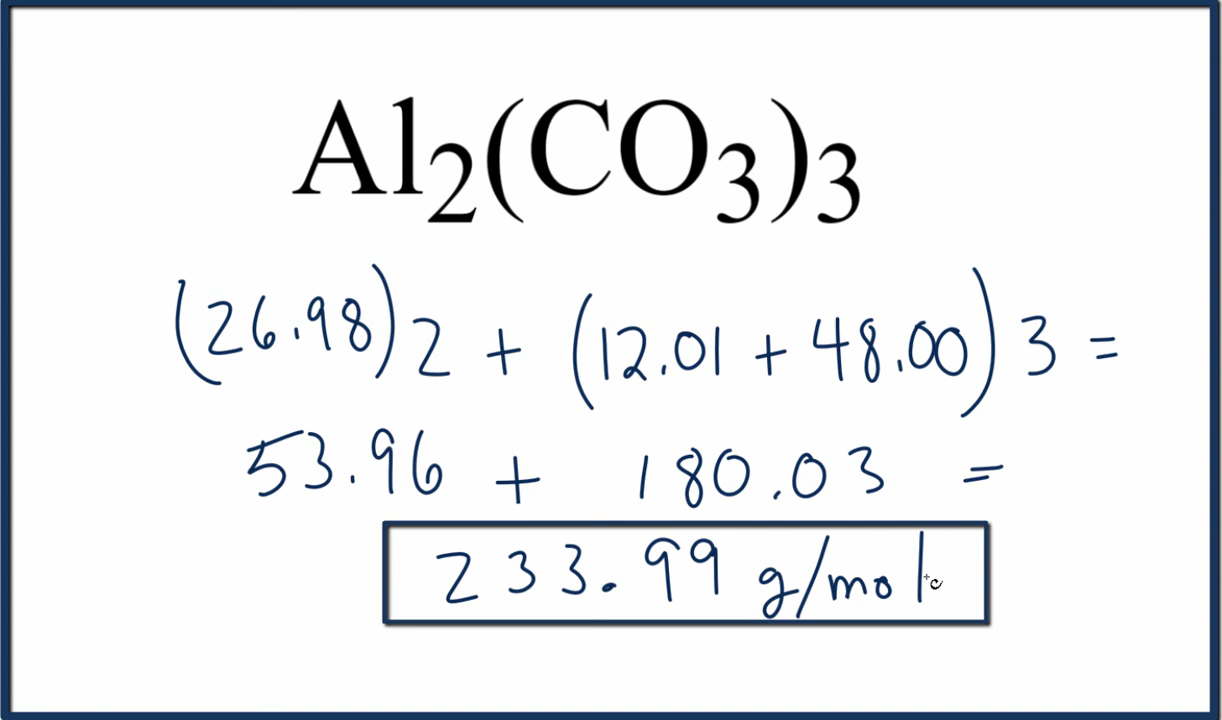 Al₂(CO₃)₃
(26.98)2 + (12.01 + 48.00)3 =
53.96 + 180.03 =
233.99 g/mol